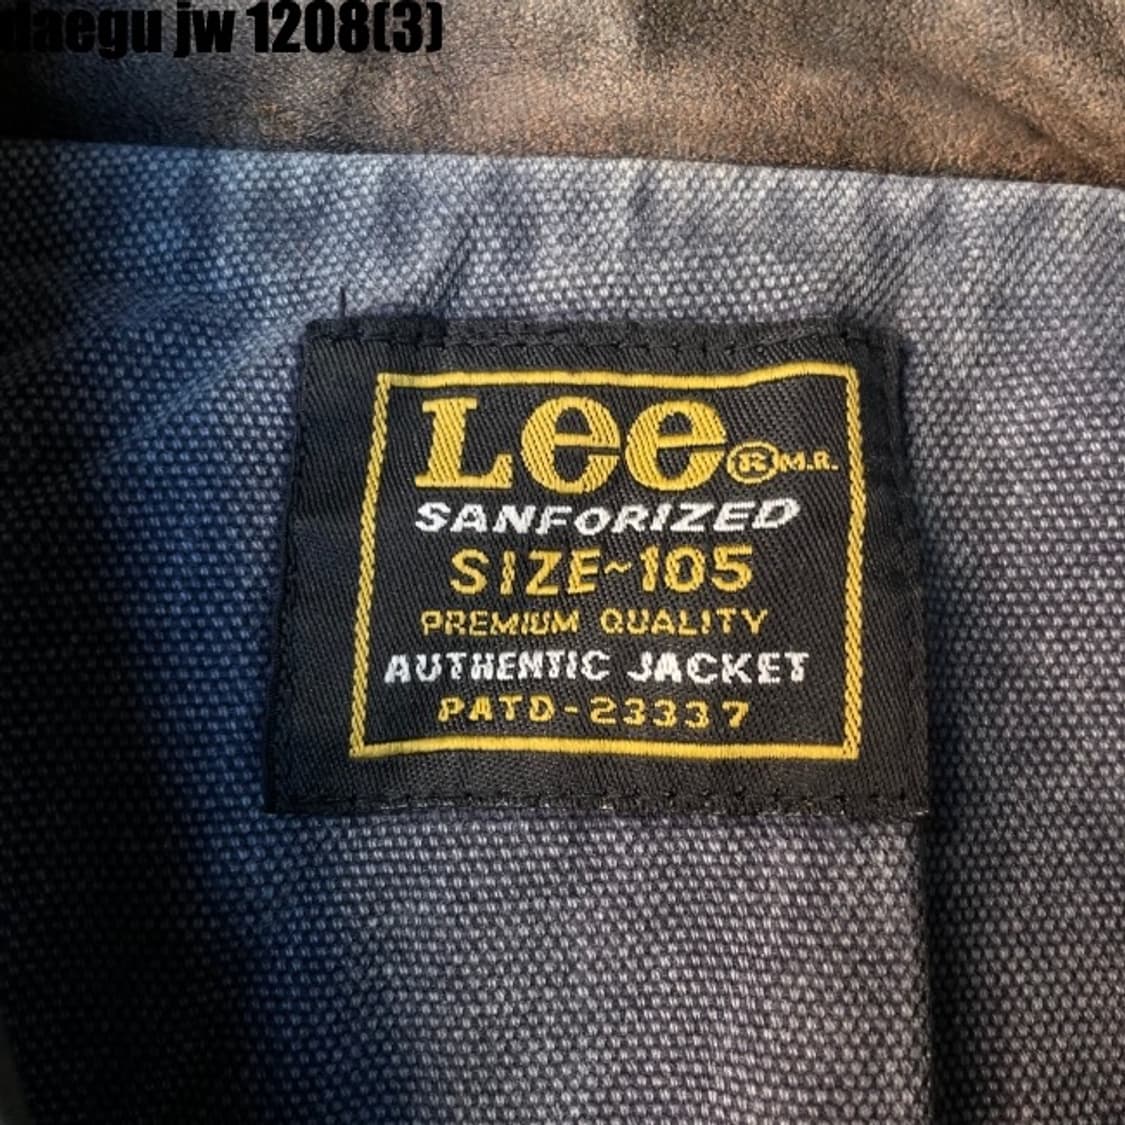 daegu jw 1208(3)
Lee ® M.R.
SANFORIZED
SIZE~105
PREMIUM QUALITY
AUTHENTIC JACKET
PATD-23337